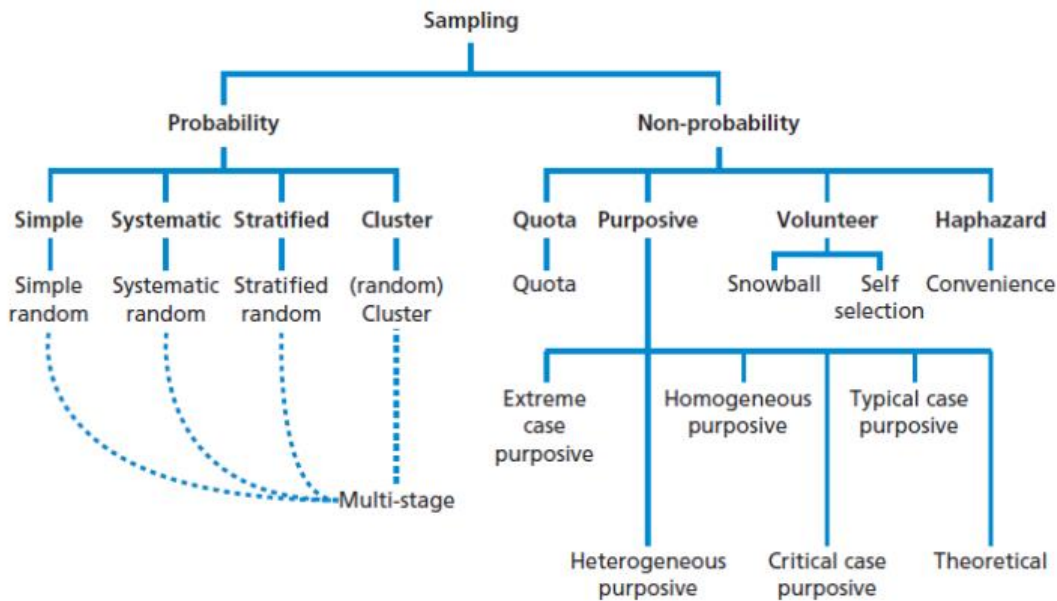 Sampling
Probability
Non-probability
Simple
Systematic
Stratified
Cluster
Quota
Purposive
Volunteer
Haphazard
Simple
random
Systematic
random
Stratified
random
(random)
Cluster
Quota
Snowball
Self
selection
Convenience
Extreme
case
purposive
Homogeneous
purposive
Typical case
purposive
Multi-stage
Heterogeneous
purposive
Critical case
purposive
Theoretical